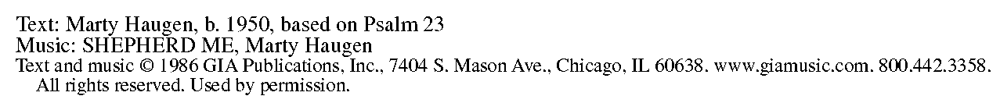 Text: Marty Haugen, b. 1950, based on Psalm 23
Music: SHEPHERD ME, Marty Haugen
Text and music © 1986 GIA Publications, Inc., 7404 S. Mason Ave., Chicago, IL 60638. www.giamusic.com. 800.442.3358.
All rights reserved. Used by permission.